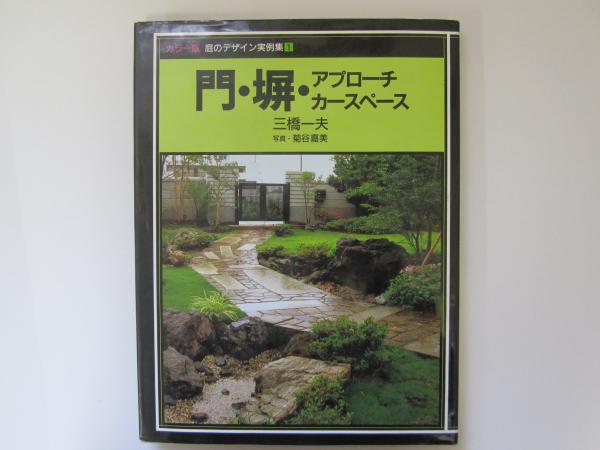 カラー版 庭のデザイン実例集1
門・塀・アプローチ
カースペース
三橋一夫
写真・菊谷嘉美